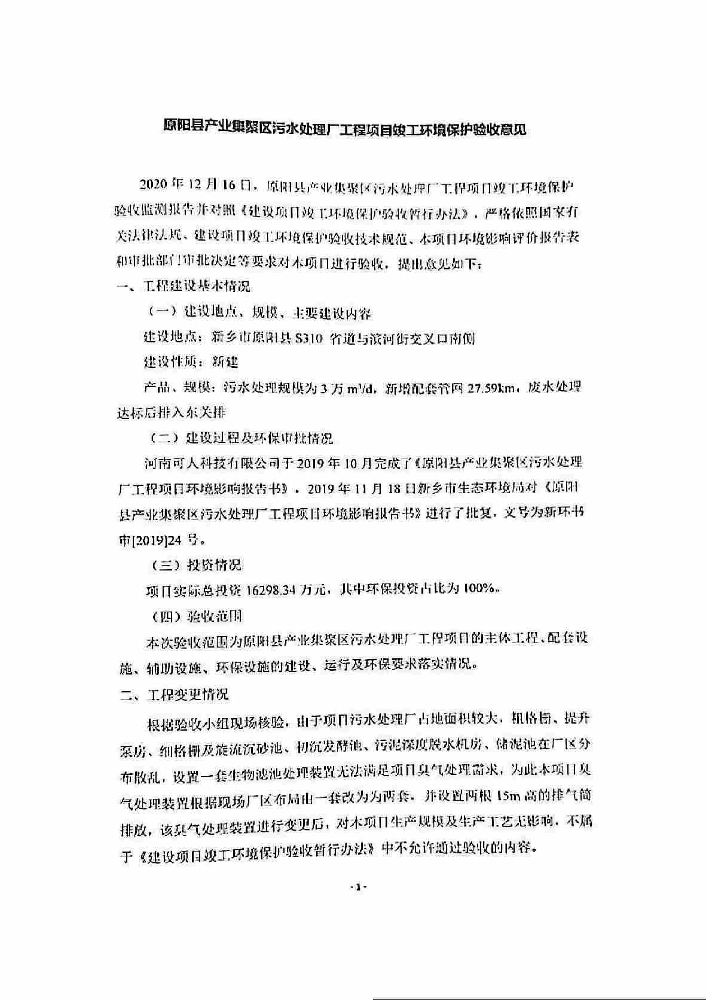 原阳县产业集聚区污水处理厂工程项目竣工环境保护验收意见
2020 年 12 月 16 日，原阳县产业集聚区污水处理厂工程项目竣工环境保护
验收监测报告并对照《建设项目竣工环境保护验收暂行办法》，严格依照国家有
关法律法规、建设项目竣工环境保护验收技术规范、本项目环境影响评价报告表
和审批部门审批决定等要求对本项目进行验收，提出意见如下：
一、工程建设基本情况
（一）建设地点、规模、主要建设内容
建设地点：新乡市原阳县 S310 省道与滨河街交叉口南侧
建设性质：新建
产品、规模：污水处理规模为 3 万 m³/d，新增配套管网 27.59km，废水处理
达标后排入东关排
（二）建设过程及环保审批情况
河南可人科技有限公司于 2019 年 10 月完成了《原阳县产业集聚区污水处理
厂工程项目环境影响报告书》，2019 年 11 月 18 日新乡市生态环境局对《原阳
县产业集聚区污水处理厂工程项目环境影响报告书》进行了批复，文号为新环书
审[2019]24 号。
（三）投资情况
项目实际总投资 16298.34 万元，其中环保投资占比为 100%。
（四）验收范围
本次验收范围为原阳县产业集聚区污水处理厂工程项目的主体工程、配套设
施、辅助设施、环保设施的建设、运行及环保要求落实情况。
二、工程变更情况
根据验收小组现场核验，由于项目污水处理厂占地面积较大，粗格栅、提升
泵房、细格栅及旋流沉砂池、初沉发酵池、污泥深度脱水机房、储泥池在厂区分
布散乱，设置一套生物滤池处理装置无法满足项目臭气处理需求，为此本项目臭
气处理装置根据现场厂区布局由一套改为为两套，并设置两根 15m 高的排气筒
排放，该臭气处理装置进行变更后，对本项目生产规模及生产工艺无影响，不属
于《建设项目竣工环境保护验收暂行办法》中不允许通过验收的内容。
- 1 -